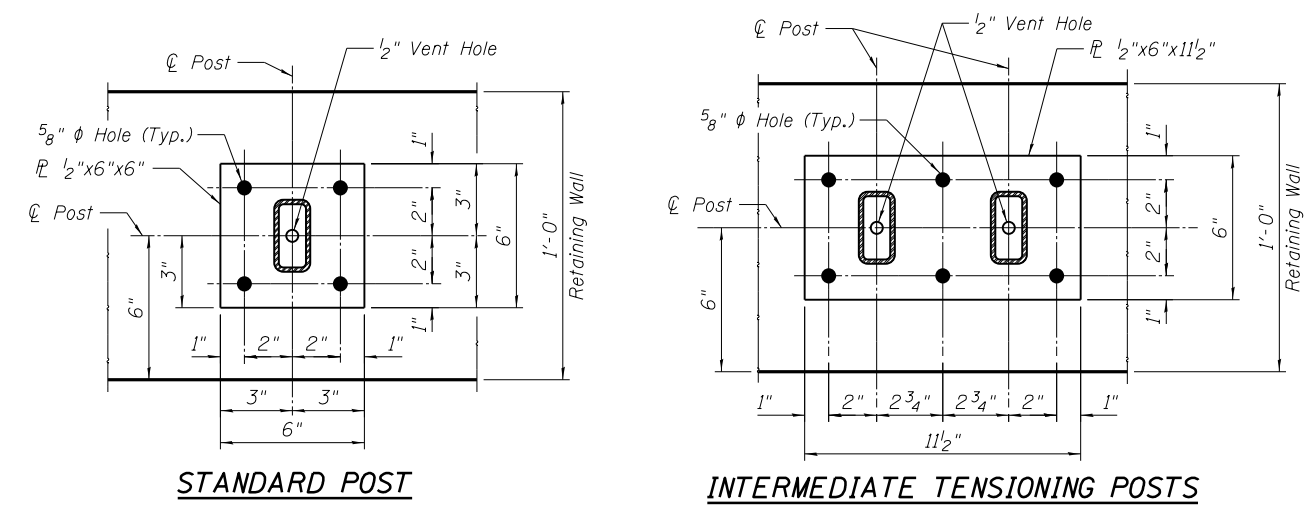 ℄ Post
1/2" Vent Hole
5/8" ϕ Hole (Typ.)
℄ Post
PL 1/2"x6"x6"
1"
2"
2"
1"
3"
3"
6"
1'-0"
Retaining Wall
3"
6"
1"
2"
2"
1"
3"
3"
6"
STANDARD POST
℄ Post
1/2" Vent Hole
PL 1/2"x6"x11 1/2"
5/8" ϕ Hole (Typ.)
℄ Post
1"
2"
2"
1"
6"
1'-0"
Retaining Wall
6"
1"
2"
2 3/4"
2 3/4"
2"
1"
11 1/2"
INTERMEDIATE TENSIONING POSTS